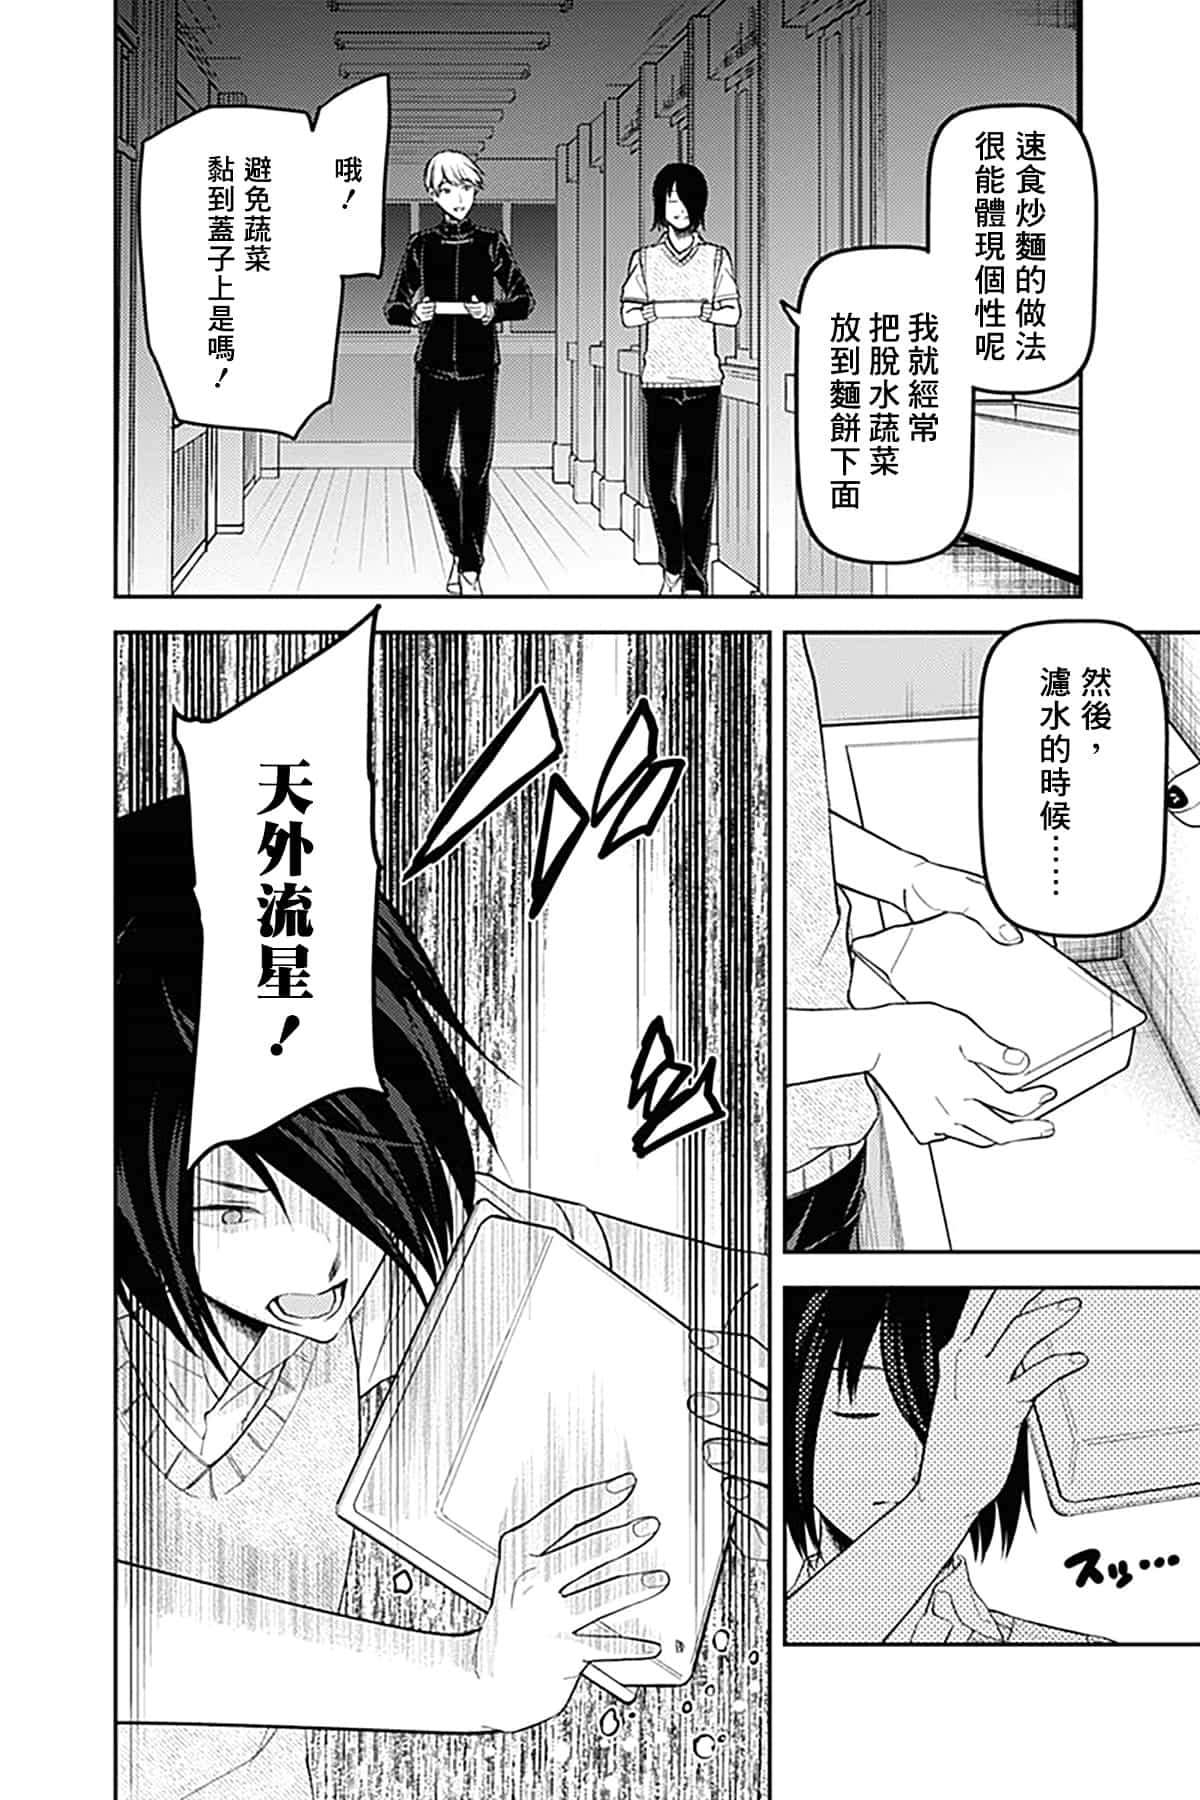 速食炒麵的做法
很能體現個性呢
我就經常
把脫水蔬菜
放到麵餅下面
哦！
避免蔬菜
黏到蓋子上是嗎！
然後，
濾水的時候……
スッ…
天外流星！